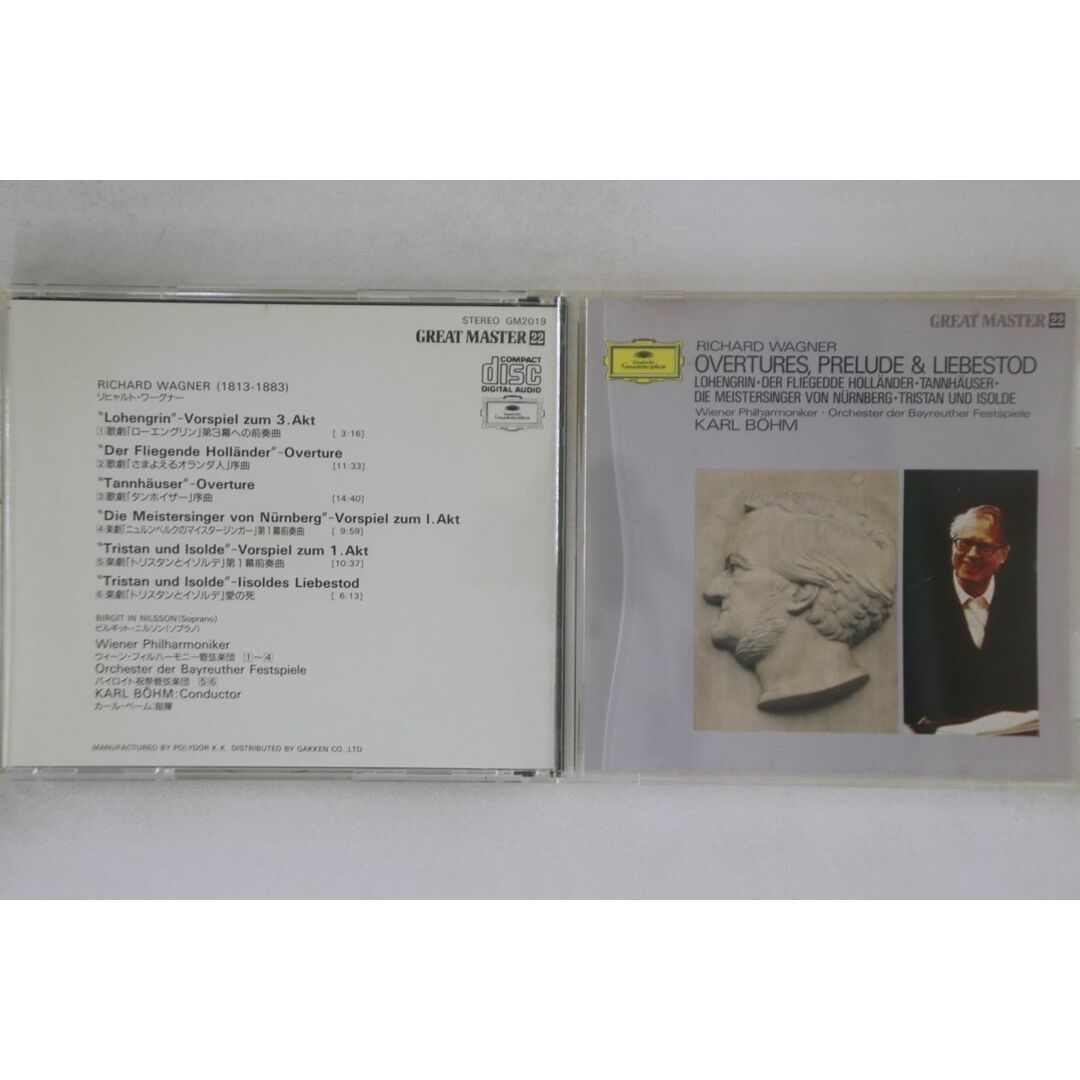 STEREO GM2019
GREAT MASTER 22
COMPACT
disc
DIGITAL AUDIO
Deutsche
Grammophon
RICHARD WAGNER (1813-1883)
リヒャルト・ワーグナー
"Lohengrin"-Vorspiel zum 3. Akt
1 歌劇「ローエングリン」第3幕への前奏曲 [ 3:16]
"Der Fliegende Holländer"-Overture
2 歌劇「さまよえるオランダ人」序曲 [11:33]
"Tannhäuser"-Overture
3 歌劇「タンホイザー」序曲 [14:40]
"Die Meistersinger von Nürnberg"-Vorspiel zum I. Akt
4 楽劇「ニュルンベルクのマイスタージンガー」第1幕前奏曲 [ 9:59]
"Tristan und Isolde"-Vorspiel zum 1. Akt
5 楽劇「トリスタンとイゾルデ」第1幕前奏曲 [10:37]
"Tristan und Isolde"-Iisoldes Liebestod
6 楽劇「トリスタンとイゾルデ」愛の死 [ 6:13]
BIRGIT IN NILSSON (Soprano)
ビルギット・ニルソン(ソプラノ)
Wiener Philharmoniker
ウィーン・フィルハーモニー管弦楽団 1〜4
Orchester der Bayreuther Festspiele
バイロイト祝祭管弦楽団 5 6
KARL BÖHM: Conductor
カール・ベーム:指揮
MANUFACTURED BY POLYDOR K.K. DISTRIBUTED BY GAKKEN CO.,LTD
GREAT MASTER 22
Deutsche
Grammophon
RICHARD WAGNER
OVERTURES, PRELUDE & LIEBESTOD
LOHENGRIN・DER FLIEGEDDE HOLLÄNDER・TANNHÄUSER・
DIE MEISTERSINGER VON NÜRNBERG・TRISTAN UND ISOLDE
Wiener Philharmoniker・Orchester der Bayreuther Festspiele
KARL BÖHM